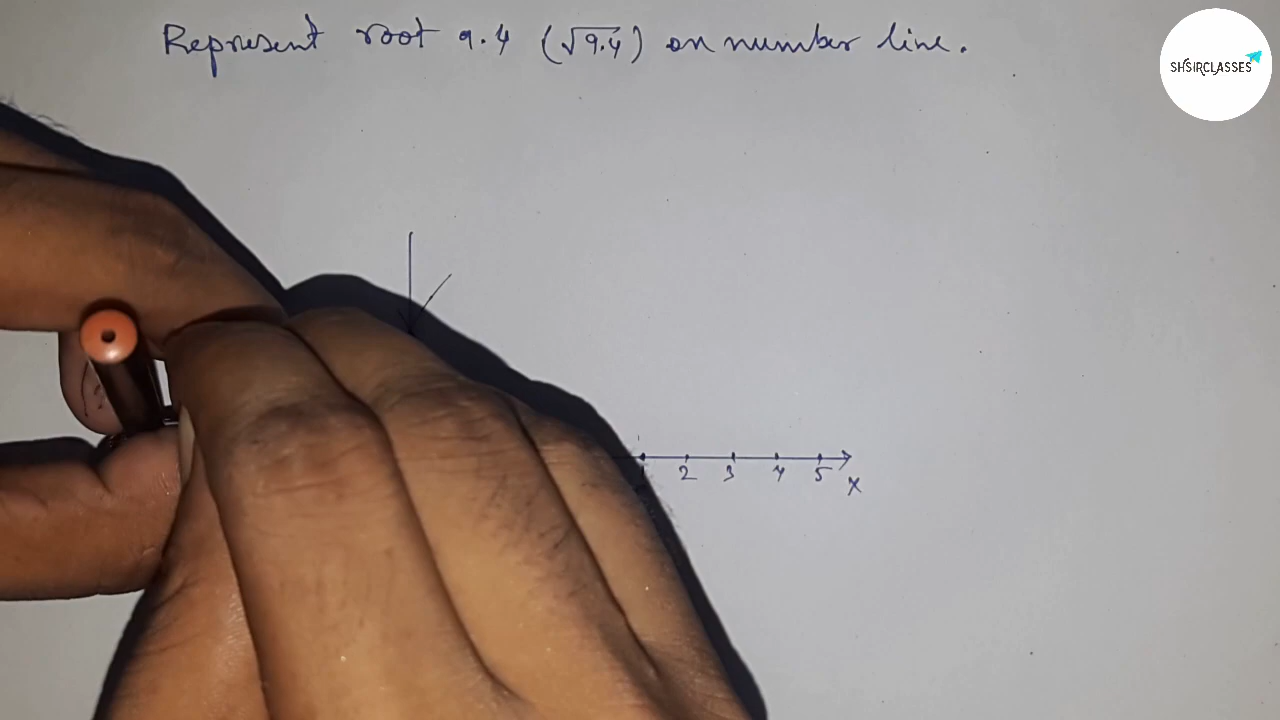 Represent root 9.4 (√9.4) on number line.
SHSIRCLASSES
2 3 4 5
X